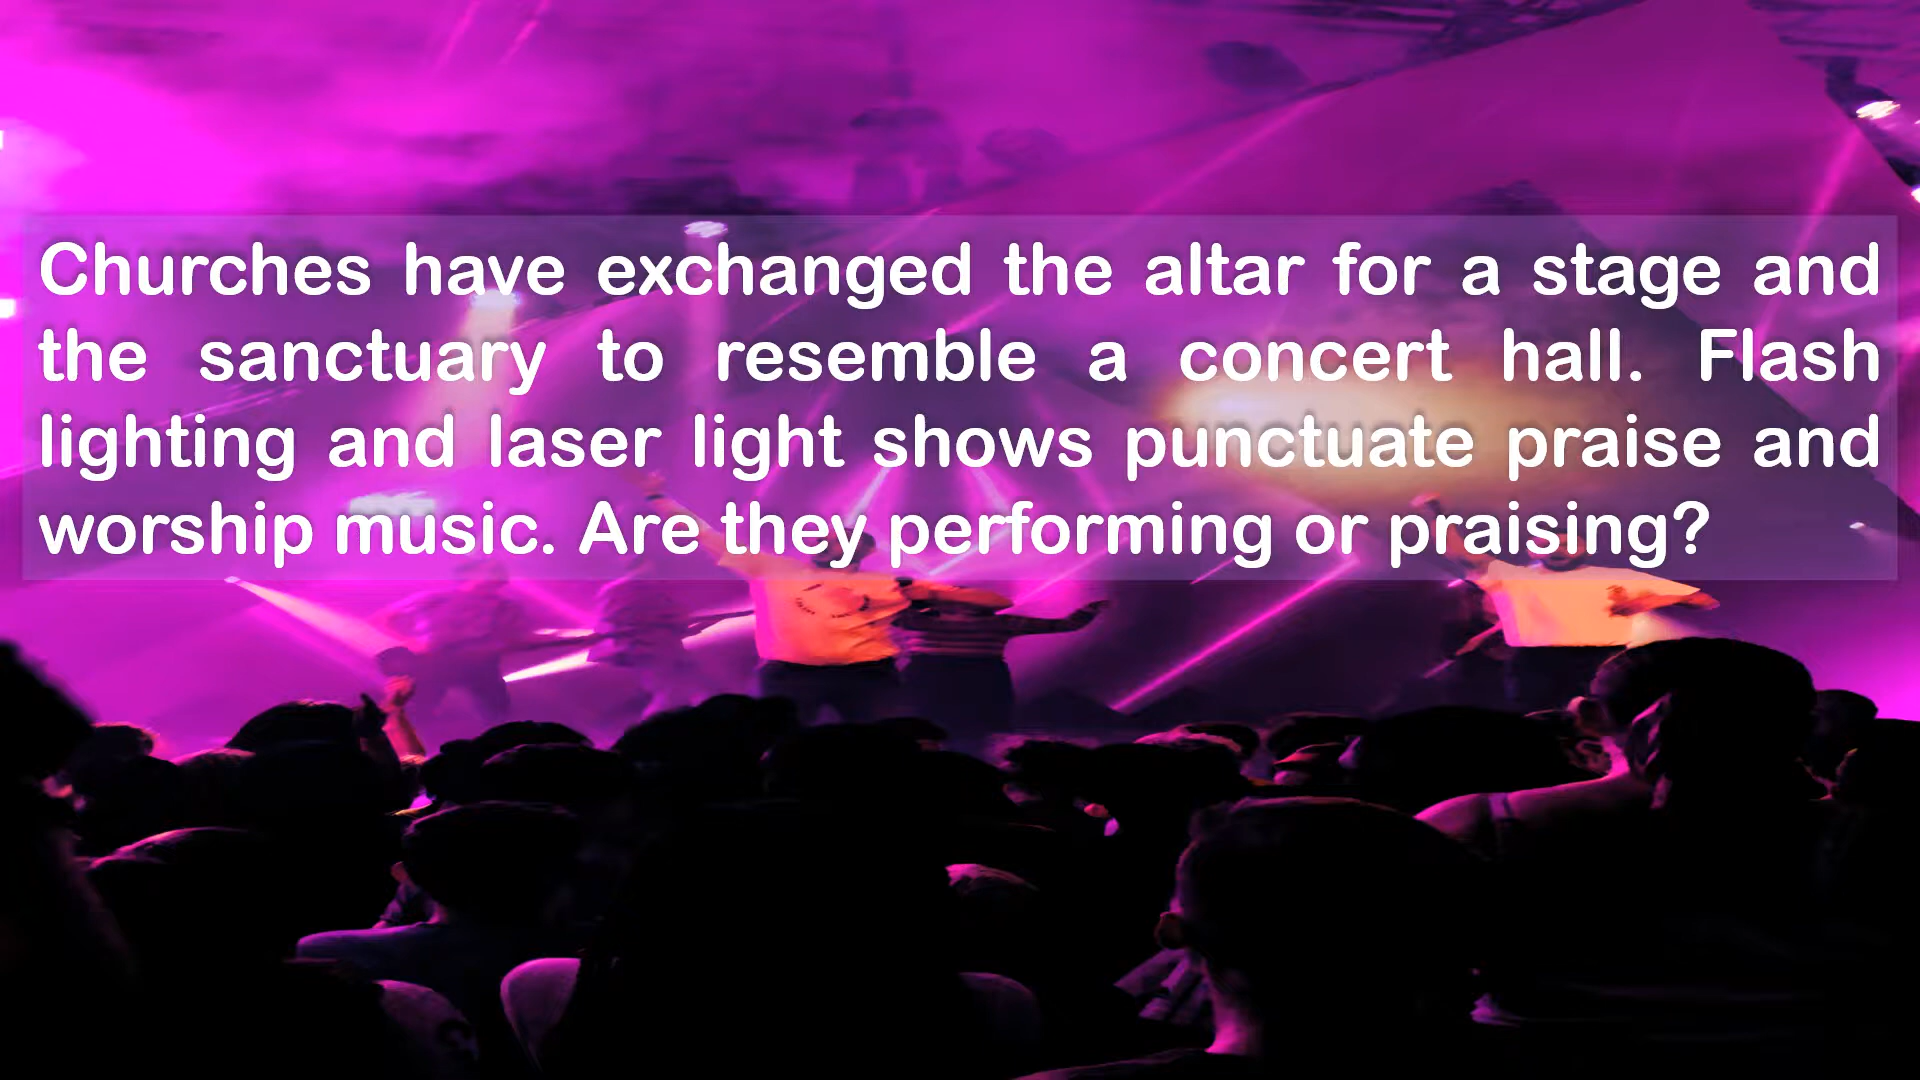 Churches have exchanged the altar for a stage and
the sanctuary to resemble a concert hall. Flash
lighting and laser light shows punctuate praise and
worship music. Are they performing or praising?